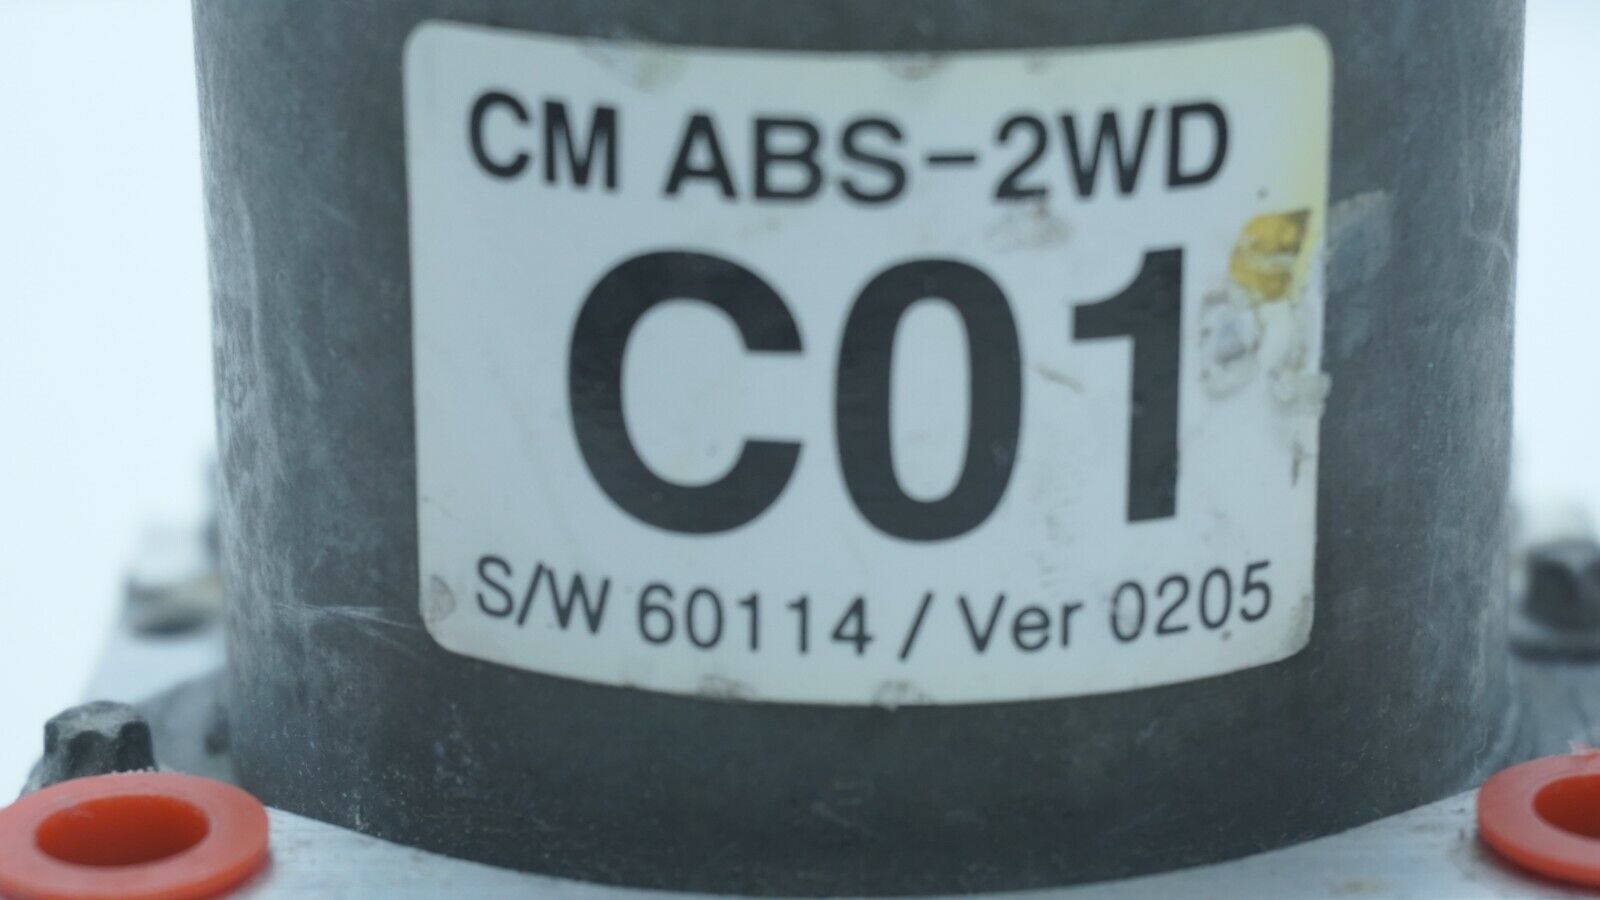 CM ABS-2WD
C01
S/W 60114 / Ver 0205